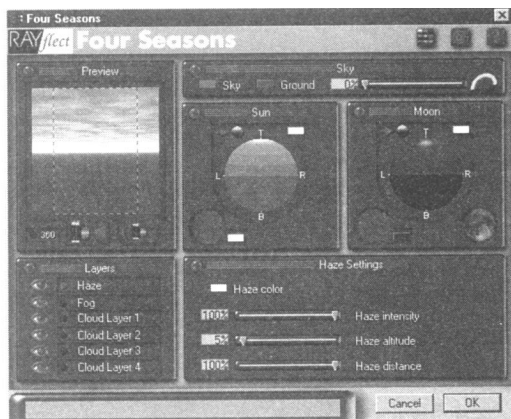 : Four Seasons
RAYflect Four Seasons
Preview
360
Layers
Haze
Fog
Cloud Layer 1
Cloud Layer 2
Cloud Layer 3
Cloud Layer 4
Sky
Sky Ground 0%
Sun
T
L R
B
Moon
T
L R
B
Haze Settings
Haze color
100% Haze intensity
5% Haze altitude
100% Haze distance
Cancel OK